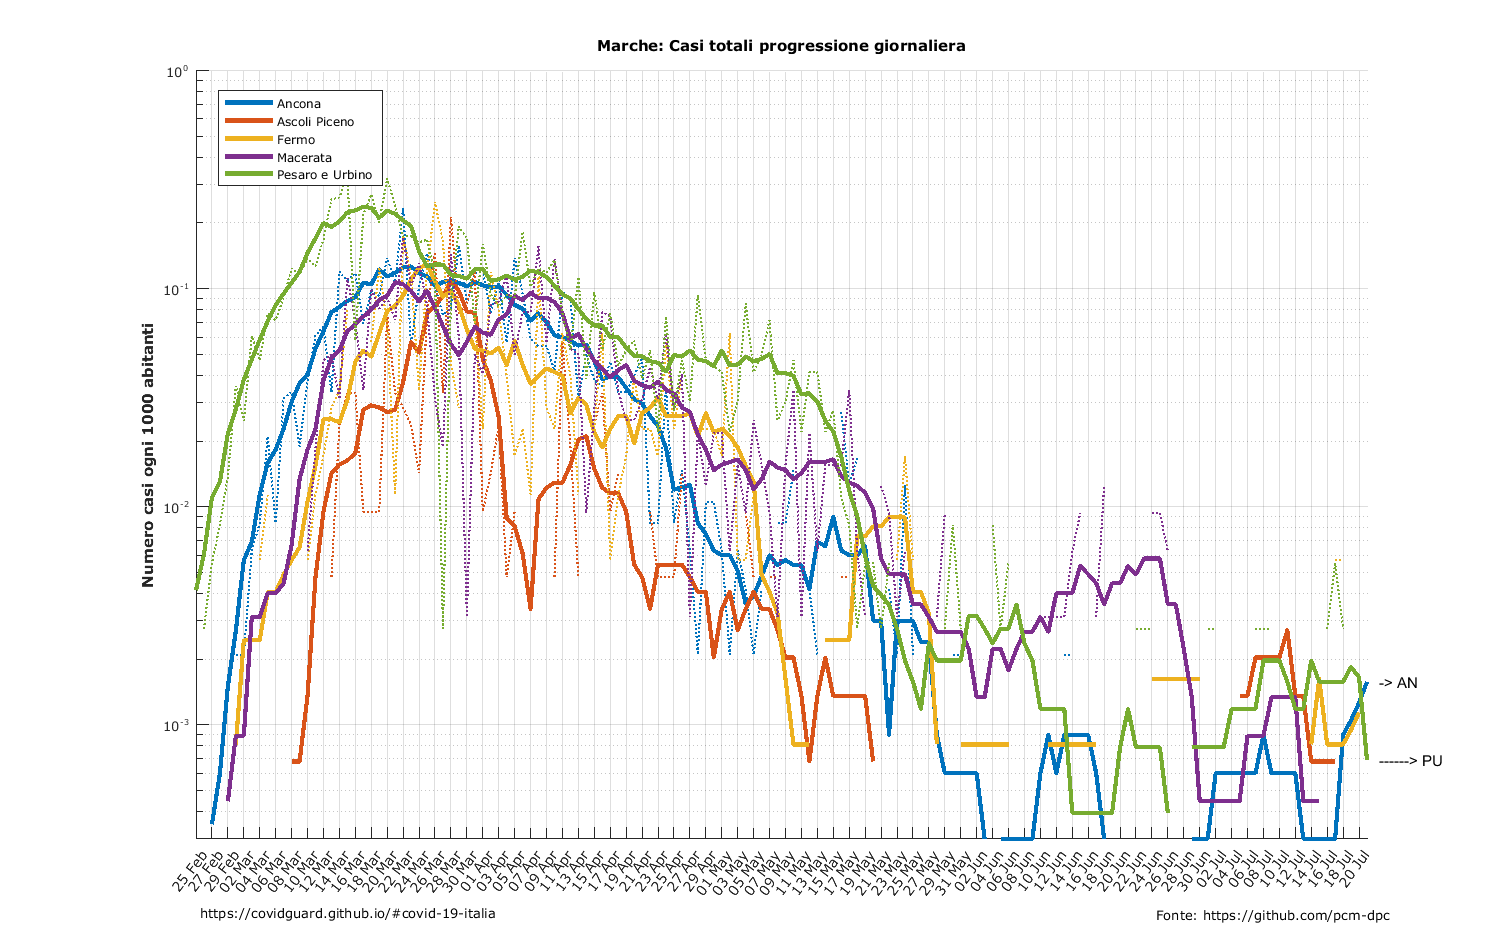 Marche: Casi totali progressione giornaliera
10^0
10^-1
10^-2
10^-3
Numero casi ogni 1000 abitanti
Ancona
Ascoli Piceno
Fermo
Macerata
Pesaro e Urbino
-> AN
------> PU
25 Feb
27 Feb
29 Feb
02 Mar
04 Mar
06 Mar
08 Mar
10 Mar
12 Mar
14 Mar
16 Mar
18 Mar
20 Mar
22 Mar
24 Mar
26 Mar
28 Mar
30 Mar
01 Apr
03 Apr
05 Apr
07 Apr
09 Apr
11 Apr
13 Apr
15 Apr
17 Apr
19 Apr
21 Apr
23 Apr
25 Apr
27 Apr
29 Apr
01 May
03 May
05 May
07 May
09 May
11 May
13 May
15 May
17 May
19 May
21 May
23 May
25 May
27 May
29 May
31 May
02 Jun
04 Jun
06 Jun
08 Jun
10 Jun
12 Jun
14 Jun
16 Jun
18 Jun
20 Jun
22 Jun
24 Jun
26 Jun
28 Jun
30 Jun
02 Jul
04 Jul
06 Jul
08 Jul
10 Jul
12 Jul
14 Jul
16 Jul
18 Jul
20 Jul
https://covidguard.github.io/#covid-19-italia
Fonte: https://github.com/pcm-dpc